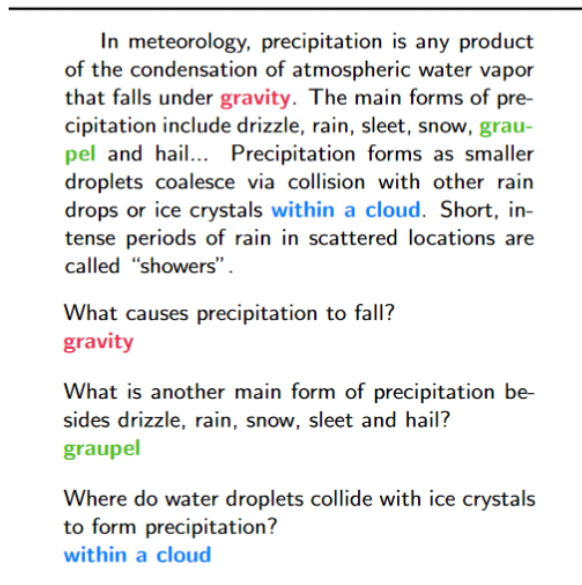 In meteorology, precipitation is any product
of the condensation of atmospheric water vapor
that falls under gravity. The main forms of pre-
cipitation include drizzle, rain, sleet, snow, grau-
pel and hail... Precipitation forms as smaller
droplets coalesce via collision with other rain
drops or ice crystals within a cloud. Short, in-
tense periods of rain in scattered locations are
called “showers”.
What causes precipitation to fall?
gravity
What is another main form of precipitation be-
sides drizzle, rain, snow, sleet and hail?
graupel
Where do water droplets collide with ice crystals
to form precipitation?
within a cloud